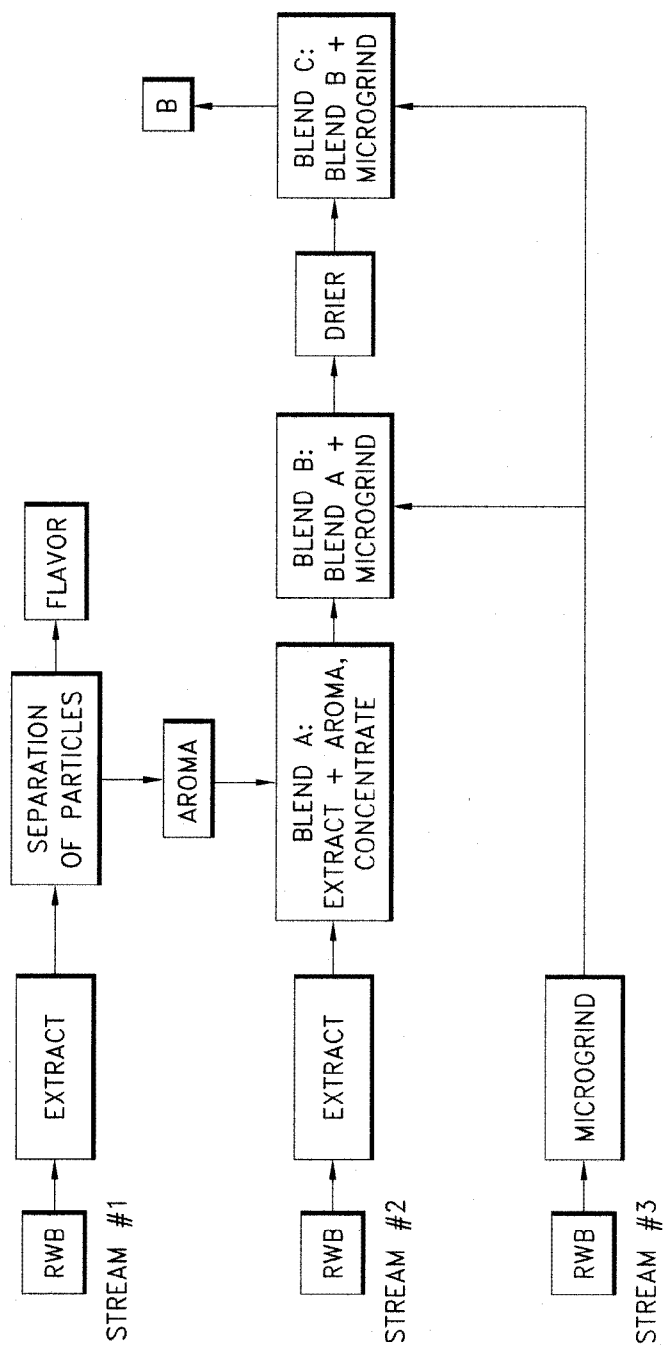 RWB
STREAM #1
EXTRACT
SEPARATION
OF PARTICLES
FLAVOR
AROMA
RWB
STREAM #2
EXTRACT
BLEND A:
EXTRACT + AROMA,
CONCENTRATE
BLEND B:
BLEND A +
MICROGRIND
DRIER
BLEND C:
BLEND B +
MICROGRIND
B
RWB
STREAM #3
MICROGRIND